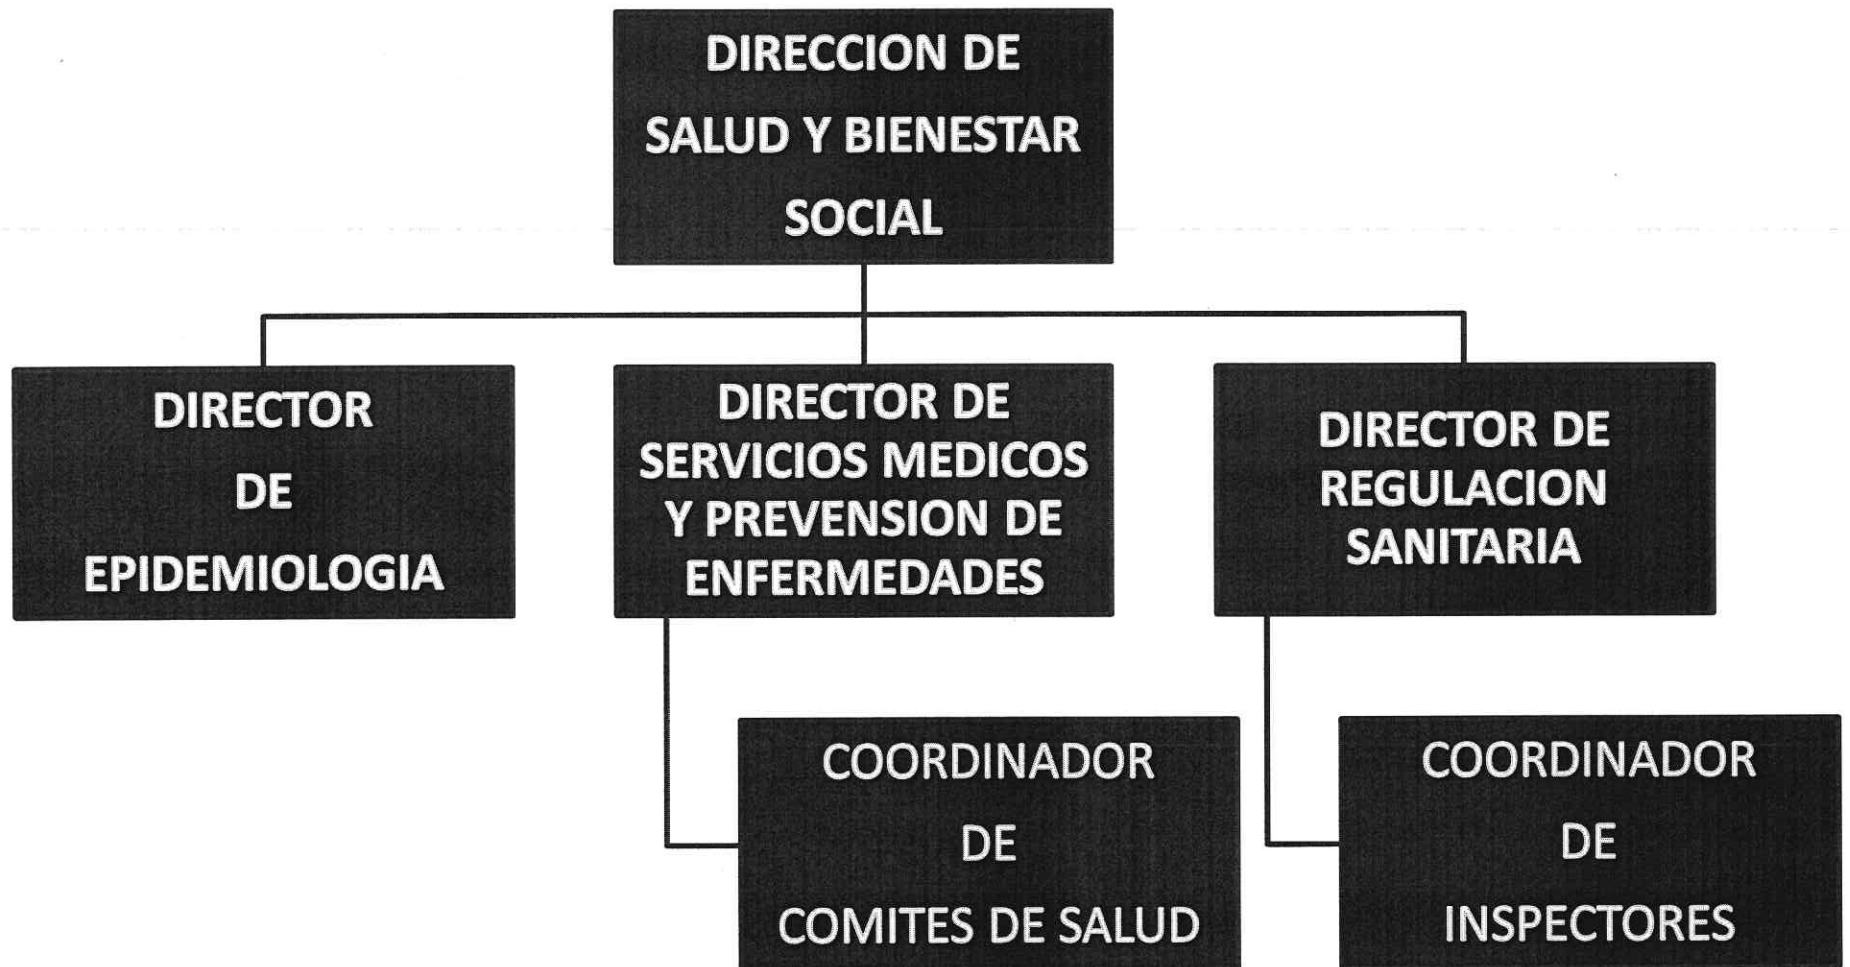 DIRECCION DE
SALUD Y BIENESTAR
SOCIAL
DIRECTOR
DE
EPIDEMIOLOGIA
DIRECTOR DE
SERVICIOS MEDICOS
Y PREVENSION DE
ENFERMEDADES
DIRECTOR DE
REGULACION
SANITARIA
COORDINADOR
DE
COMITES DE SALUD
COORDINADOR
DE
INSPECTORES